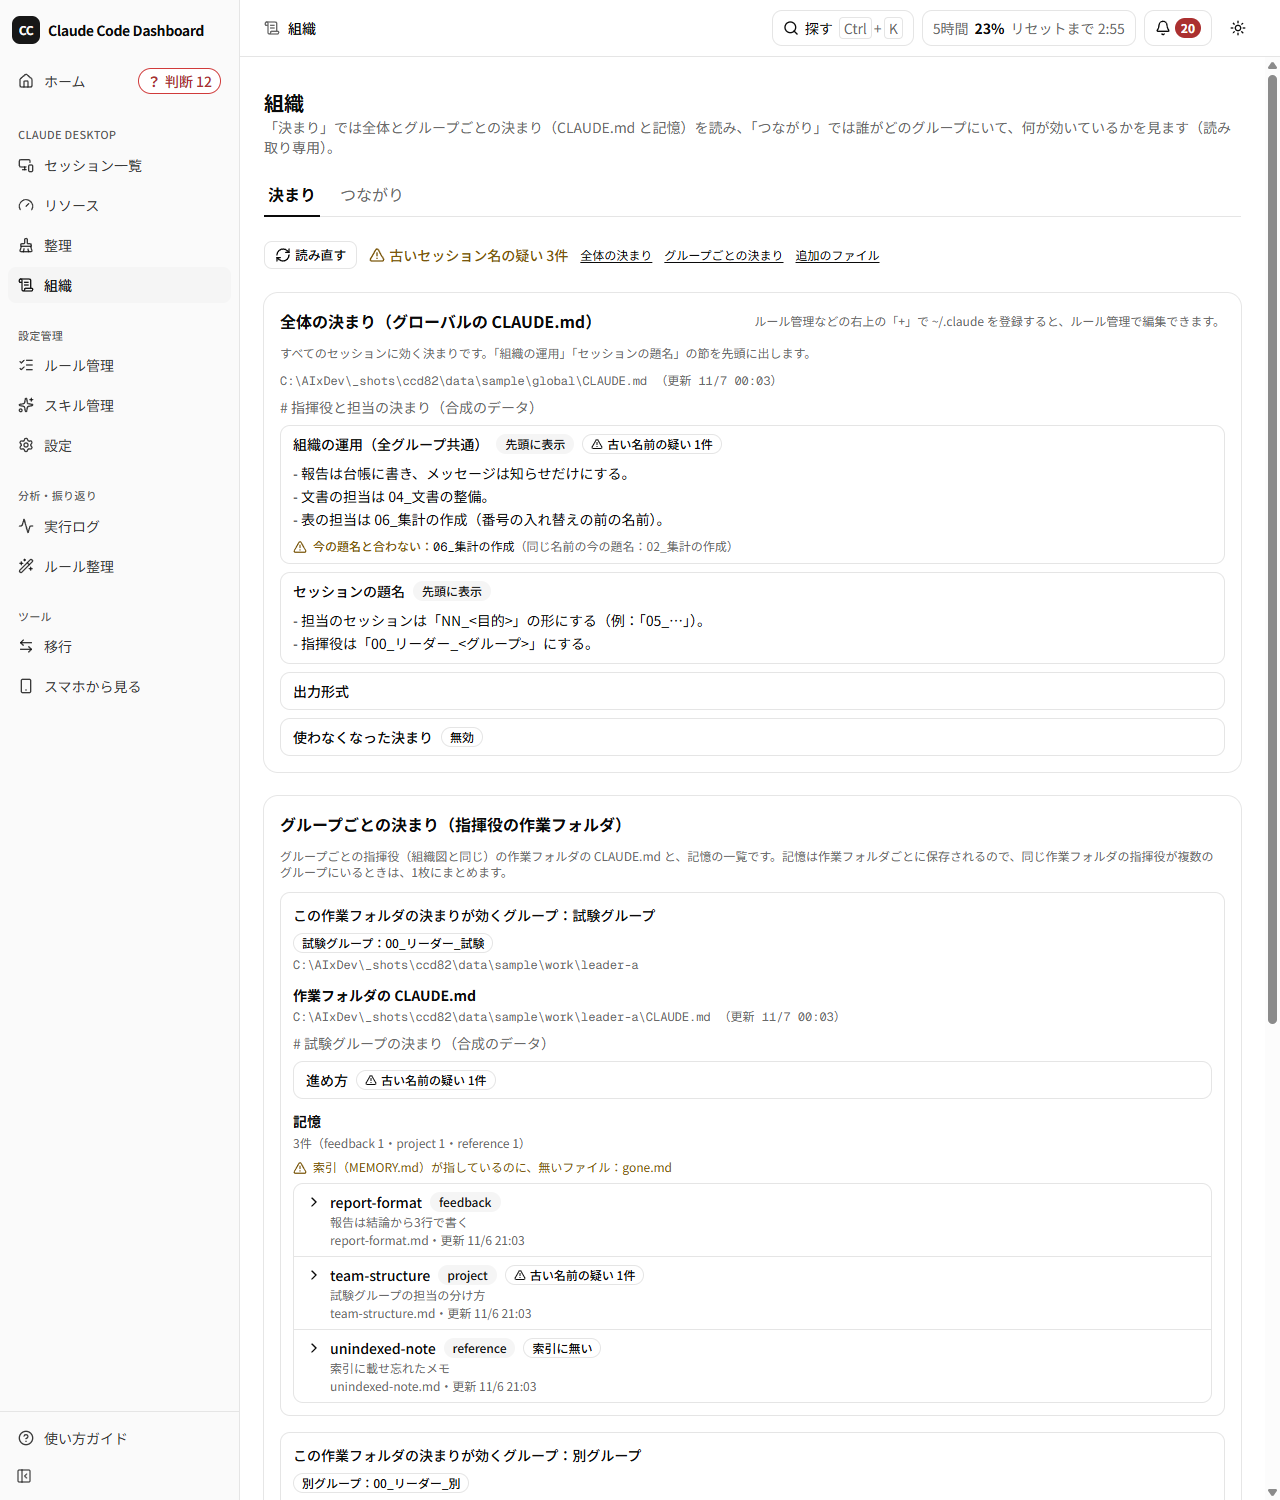 CC Claude Code Dashboard
ホーム
? 判断 12
CLAUDE DESKTOP
セッション一覧
リソース
整理
組織
設定管理
ルール管理
スキル管理
設定
分析・振り返り
実行ログ
ルール整理
ツール
移行
スマホから見る
使い方ガイド
組織
探す Ctrl + K
5時間 23% リセットまで 2:55
20
組織
「決まり」では全体とグループごとの決まり（CLAUDE.md と記憶）を読み、「つながり」では誰がどのグループにいて、何が効いているかを見ます（読み
取り専用）。
決まり つながり
読み直す 古いセッション名の疑い 3件 全体の決まり グループごとの決まり 追加のファイル
全体の決まり（グローバルの CLAUDE.md）
ルール管理などの右上の「+」で ~/.claude を登録すると、ルール管理で編集できます。
すべてのセッションに効く決まりです。「組織の運用」「セッションの題名」の節を先頭に出します。
C:\AIxDev\_shots\ccd82\data\sample\global\CLAUDE.md （更新 11/7 00:03）
# 指揮役と担当の決まり（合成のデータ）
組織の運用（全グループ共通） 先頭に表示 古い名前の疑い 1件
- 報告は台帳に書き、メッセージは知らせだけにする。
- 文書の担当は 04_文書の整備。
- 表の担当は 06_集計の作成（番号の入れ替えの前の名前）。
今の題名と合わない：06_集計の作成（同じ名前の今の題名：02_集計の作成）
セッションの題名 先頭に表示
- 担当のセッションは「NN_<目的>」の形にする（例：「05_…」）。
- 指揮役は「00_リーダー_<グループ>」にする。
出力形式
使わなくなった決まり 無効
グループごとの決まり（指揮役の作業フォルダ）
グループごとの指揮役（組織図と同じ）の作業フォルダの CLAUDE.md と、記憶の一覧です。記憶は作業フォルダごとに保存されるので、同じ作業フォルダの指揮役が複数の
グループにいるときは、1枚にまとめます。
この作業フォルダの決まりが効くグループ：試験グループ
試験グループ：00_リーダー_試験
C:\AIxDev\_shots\ccd82\data\sample\work\leader-a
作業フォルダの CLAUDE.md
C:\AIxDev\_shots\ccd82\data\sample\work\leader-a\CLAUDE.md （更新 11/7 00:03）
# 試験グループの決まり（合成のデータ）
進め方 古い名前の疑い 1件
記憶
3件（feedback 1・project 1・reference 1）
索引（MEMORY.md）が指しているのに、無いファイル：gone.md
report-format feedback
報告は結論から3行で書く
report-format.md・更新 11/6 21:03
team-structure project 古い名前の疑い 1件
試験グループの担当の分け方
team-structure.md・更新 11/6 21:03
unindexed-note reference 索引に無い
索引に載せ忘れたメモ
unindexed-note.md・更新 11/6 21:03
この作業フォルダの決まりが効くグループ：別グループ
別グループ：00_リーダー_別